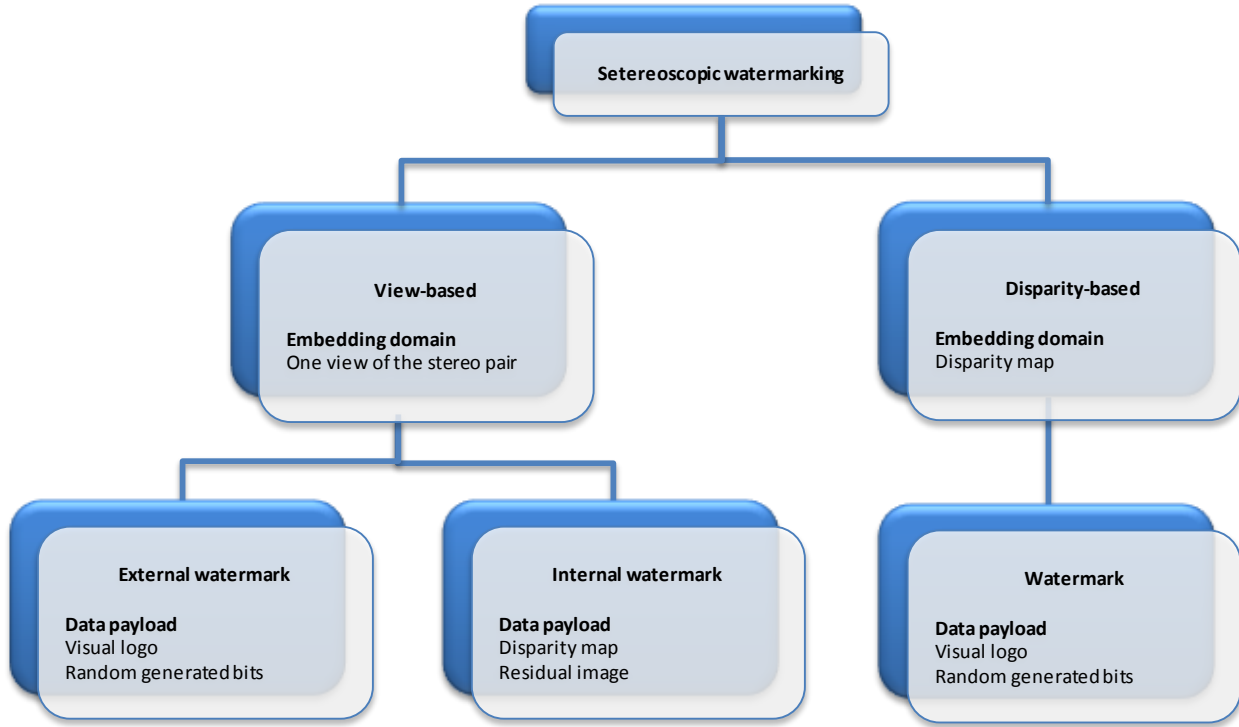 Setereoscopic watermarking
View-based
Embedding domain
One view of the stereo pair
Disparity-based
Embedding domain
Disparity map
External watermark
Data payload
Visual logo
Random generated bits
Internal watermark
Data payload
Disparity map
Residual image
Watermark
Data payload
Visual logo
Random generated bits